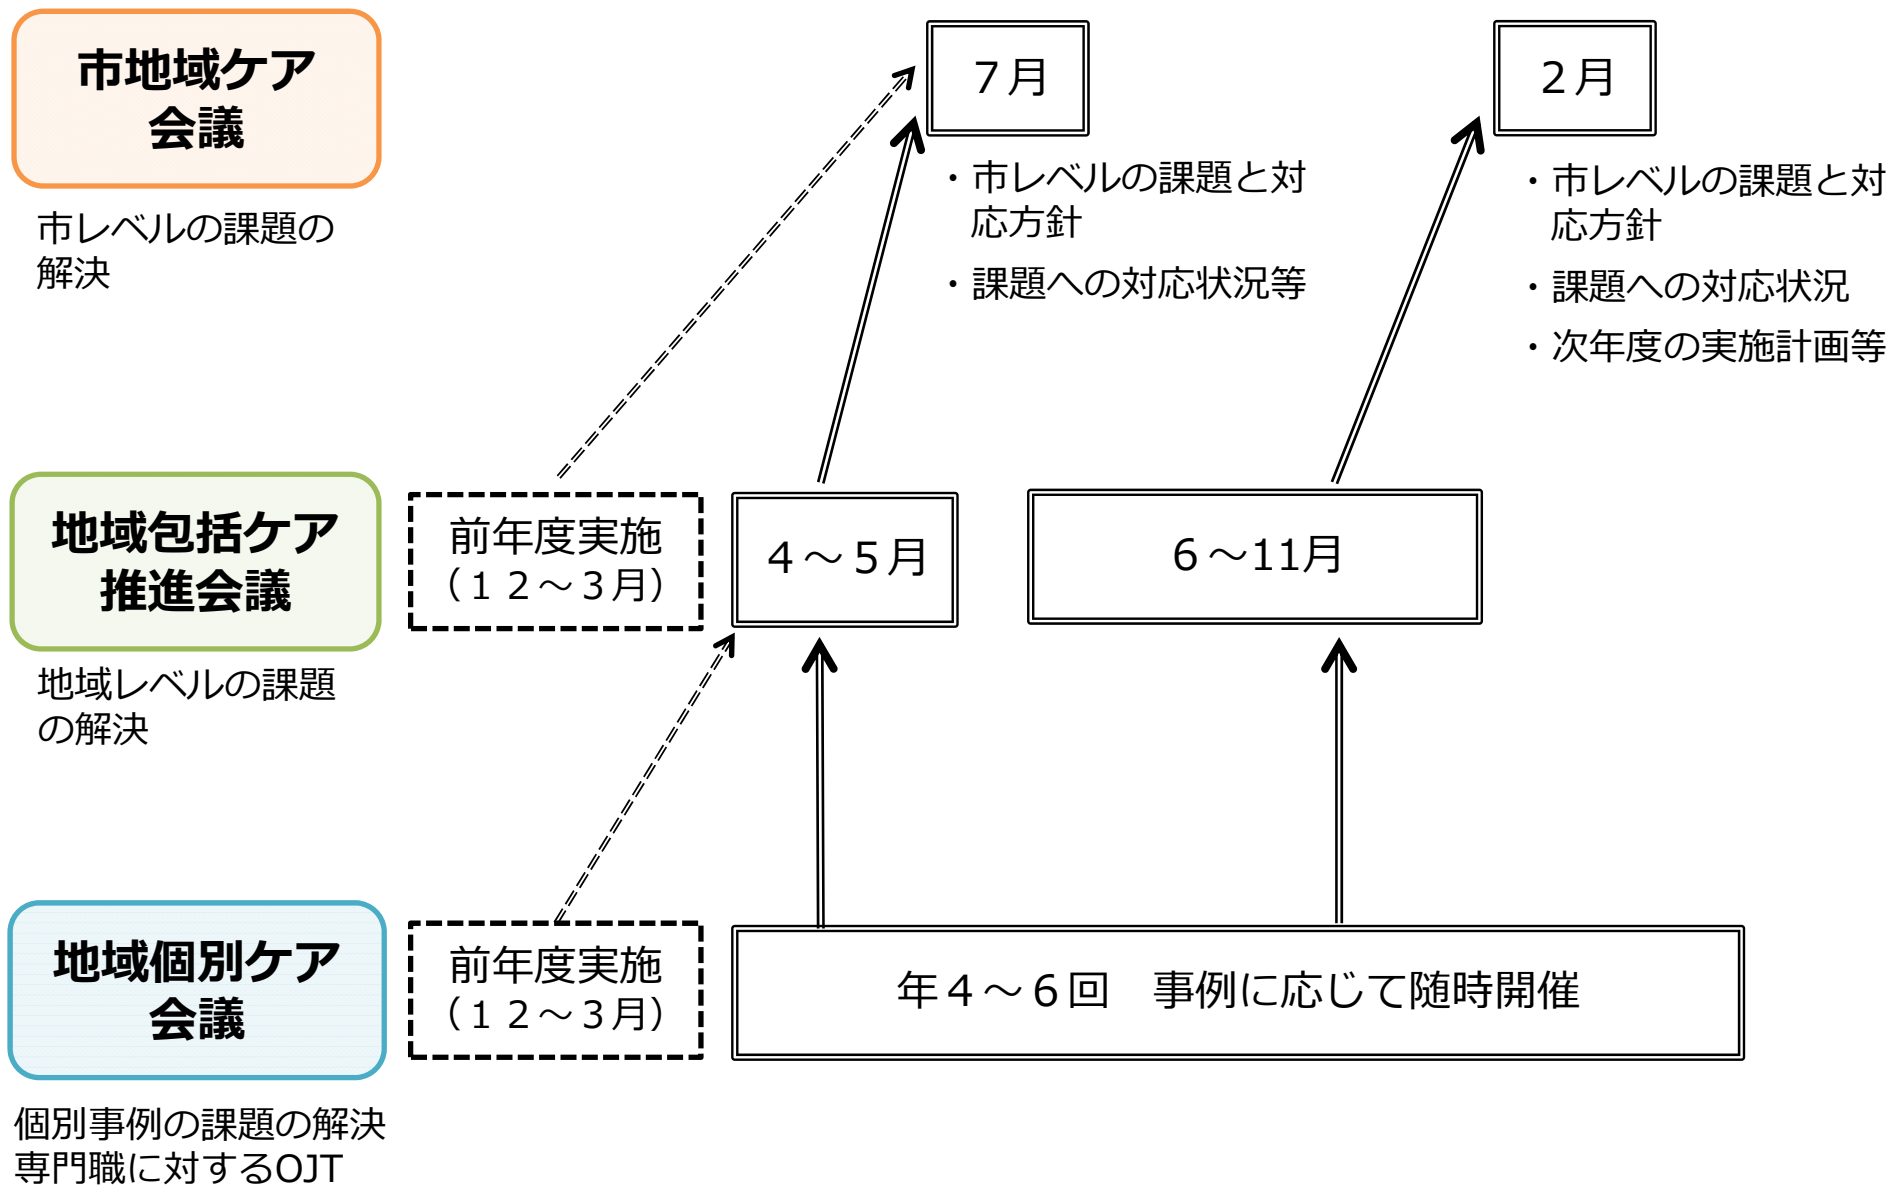 市地域ケア
会議
市レベルの課題の
解決
７月
・市レベルの課題と対
応方針
・課題への対応状況等
２月
・市レベルの課題と対
応方針
・課題への対応状況
・次年度の実施計画等
地域包括ケア
推進会議
地域レベルの課題
の解決
前年度実施
（１２～３月）
４～５月
６～11月
地域個別ケア
会議
個別事例の課題の解決
専門職に対するOJT
前年度実施
（１２～３月）
年４～６回　事例に応じて随時開催